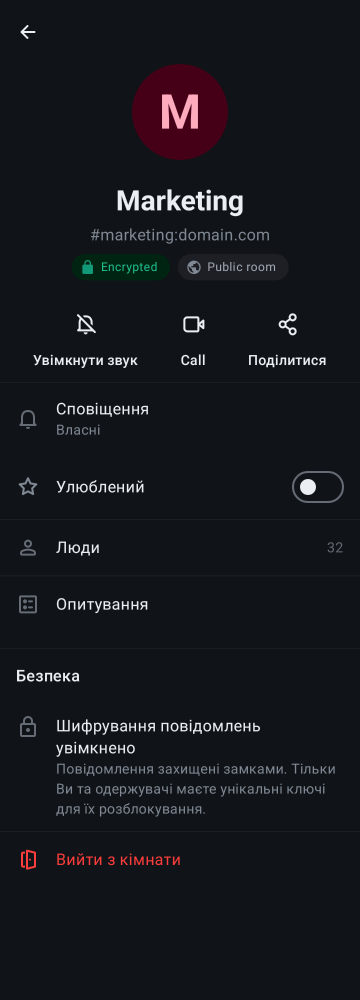 M
Marketing
#marketing:domain.com
Encrypted
Public room
Увімкнути звук
Call
Поділитися
Сповіщення
Власні
Улюблений
Люди
32
Опитування
Безпека
Шифрування повідомлень
увімкнено
Повідомлення захищені замками. Тільки
Ви та одержувачі маєте унікальні ключі
для їх розблокування.
Вийти з кімнати